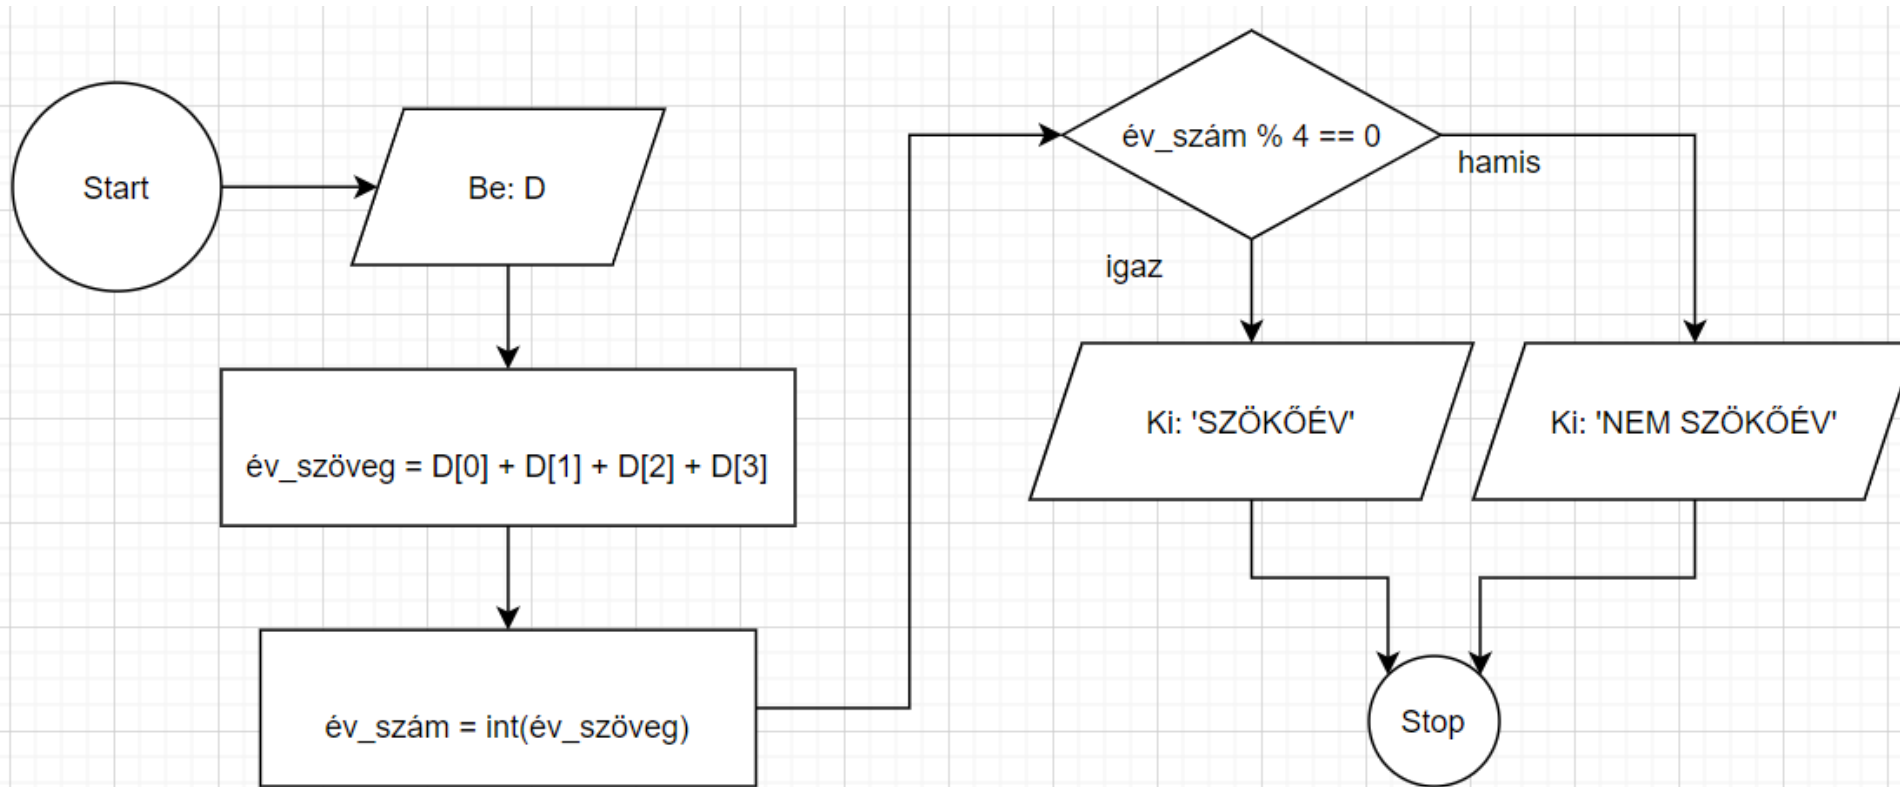 Start
Be: D
év_szöveg = D[0] + D[1] + D[2] + D[3]
év_szám = int(év_szöveg)
év_szám % 4 == 0
hamis
igaz
Ki: 'SZÖKŐÉV'
Ki: 'NEM SZÖKŐÉV'
Stop